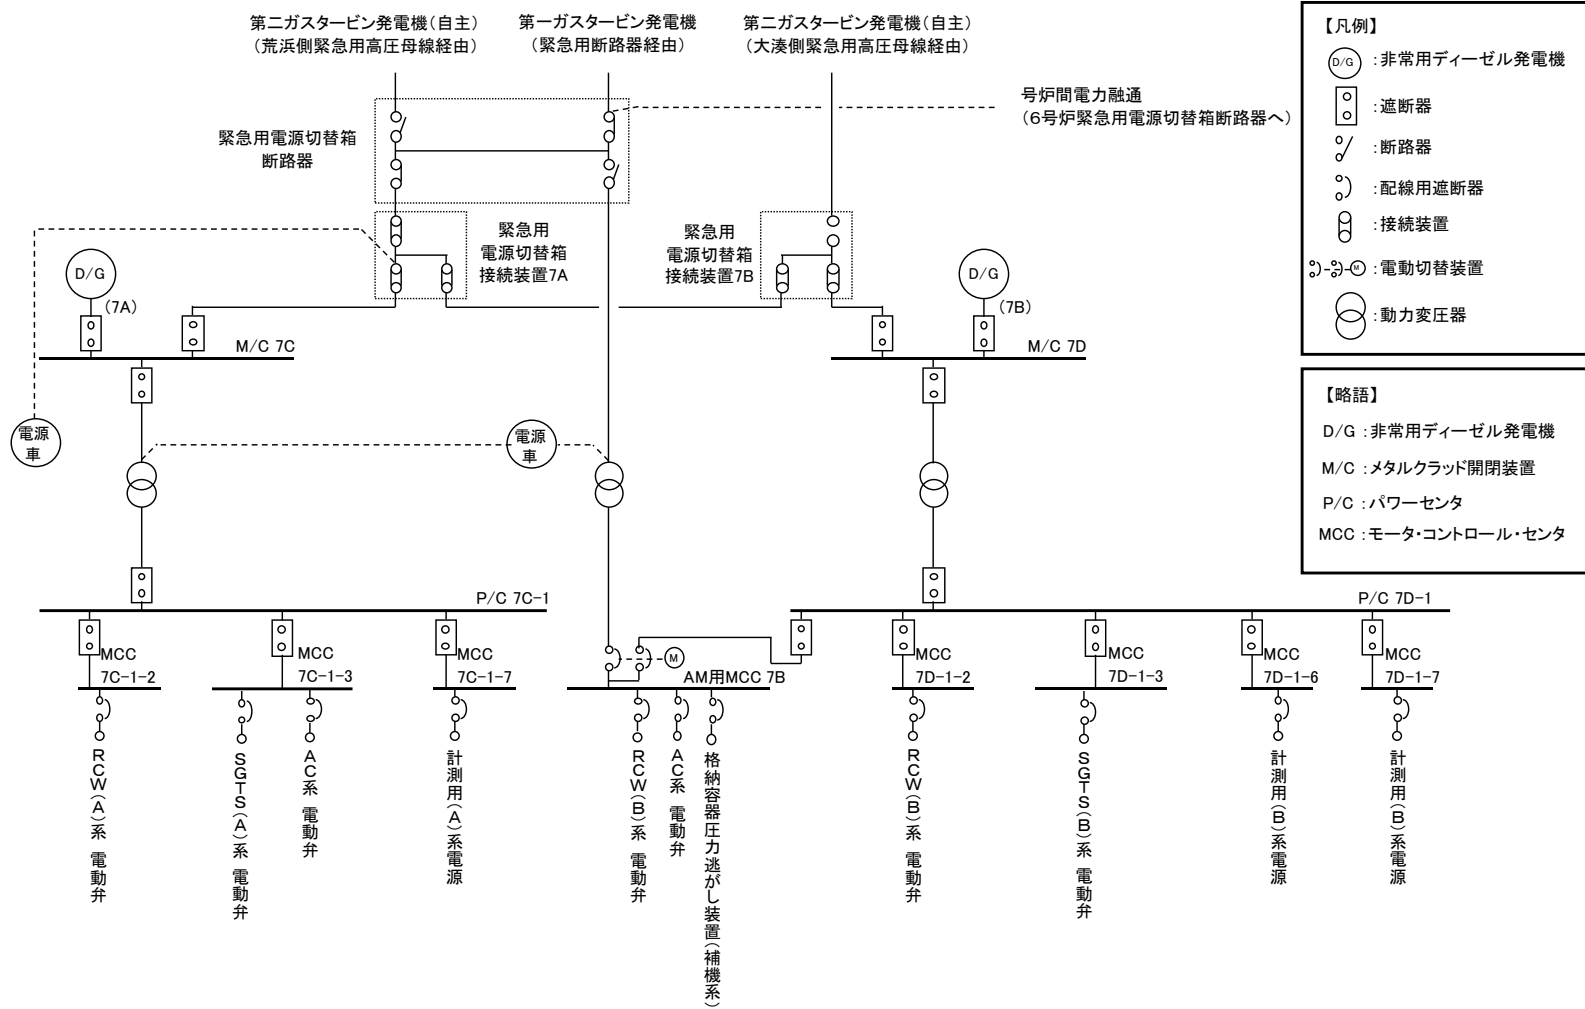 第二ガスタービン発電機(自主)
(荒浜側緊急用高圧母線経由)
第一ガスタービン発電機
(緊急用断路器経由)
第二ガスタービン発電機(自主)
(大湊側緊急用高圧母線経由)
号炉間電力融通
(6号炉緊急用電源切替箱断路器へ)
緊急用電源切替箱
断路器
緊急用
電源切替箱
接続装置7A
緊急用
電源切替箱
接続装置7B
D/G
(7A)
D/G
(7B)
M/C 7C
M/C 7D
電源
車
電源
車
P/C 7C-1
P/C 7D-1
MCC
7C-1-2
MCC
7C-1-3
MCC
7C-1-7
M
AM用MCC 7B
MCC
7D-1-2
MCC
7D-1-3
MCC
7D-1-6
MCC
7D-1-7
RCW(A)系 電動弁
SGTS(A)系 電動弁
AC系 電動弁
計測用(A)系電源
RCW(B)系 電動弁
AC系 電動弁
格納容器圧力逃がし装置(補機系)
RCW(B)系 電動弁
SGTS(B)系 電動弁
計測用(B)系電源
計測用(B)系電源
【凡例】
D/G :非常用ディーゼル発電機
:遮断器
:断路器
:配線用遮断器
:接続装置
M :電動切替装置
:動力変圧器
【略語】
D/G :非常用ディーゼル発電機
M/C :メタルクラッド開閉装置
P/C :パワーセンタ
MCC :モータ・コントロール・センタ